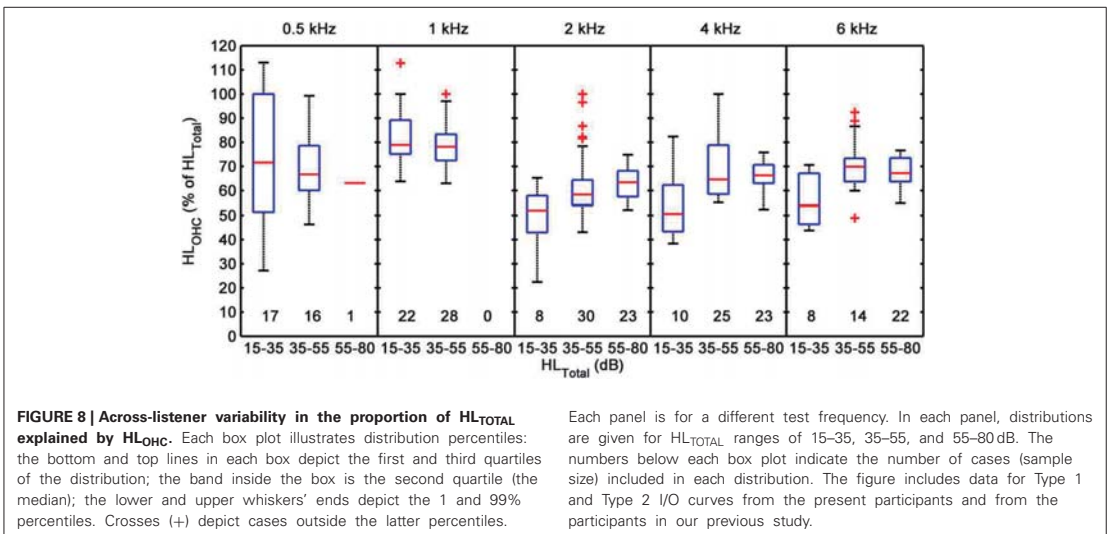 0.5 kHz 1 kHz 2 kHz 4 kHz 6 kHz
120
110
100
90
80
70
60
50
40
30
20
10
0
HL_OHC (% of HL_Total)
17 16 1 22 28 0 8 30 23 10 25 23 8 14 22
15-35 35-55 55-80 15-35 35-55 55-80 15-35 35-55 55-80 15-35 35-55 55-80 15-35 35-55 55-80
HL_Total (dB)
FIGURE 8 | Across-listener variability in the proportion of HL_TOTAL
explained by HL_OHC. Each box plot illustrates distribution percentiles:
the bottom and top lines in each box depict the first and third quartiles
of the distribution; the band inside the box is the second quartile (the
median); the lower and upper whiskers' ends depict the 1 and 99%
percentiles. Crosses (+) depict cases outside the latter percentiles.
Each panel is for a different test frequency. In each panel, distributions
are given for HL_TOTAL ranges of 15–35, 35–55, and 55–80 dB. The
numbers below each box plot indicate the number of cases (sample
size) included in each distribution. The figure includes data for Type 1
and Type 2 I/O curves from the present participants and from the
participants in our previous study.